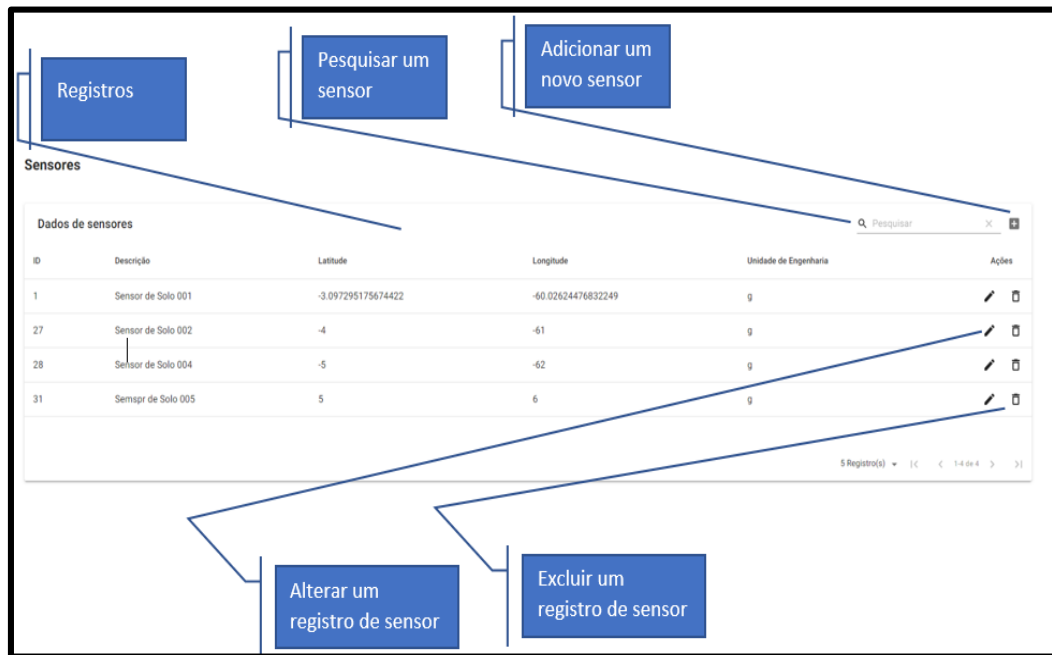 Registros
Pesquisar um
sensor
Adicionar um
novo sensor
Sensores
Dados de sensores
Pesquisar
ID Descrição Latitude Longitude Unidade de Engenharia Ações
1 Sensor de Solo 001 -3.097295175674422 -60.02624476832249 g
27 Sensor de Solo 002 -4 -61 g
28 Sensor de Solo 004 -5 -62 g
31 Semspr de Solo 005 5 6 g
5 Registro(s) 1-4 de 4
Alterar um
registro de sensor
Excluir um
registro de sensor